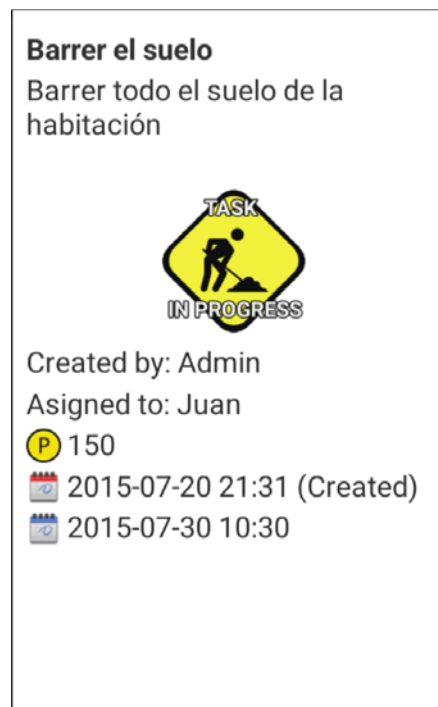 Barrer el suelo
Barrer todo el suelo de la
habitación
TASK
IN PROGRESS
Created by: Admin
Asigned to: Juan
P 150
2015-07-20 21:31 (Created)
2015-07-30 10:30